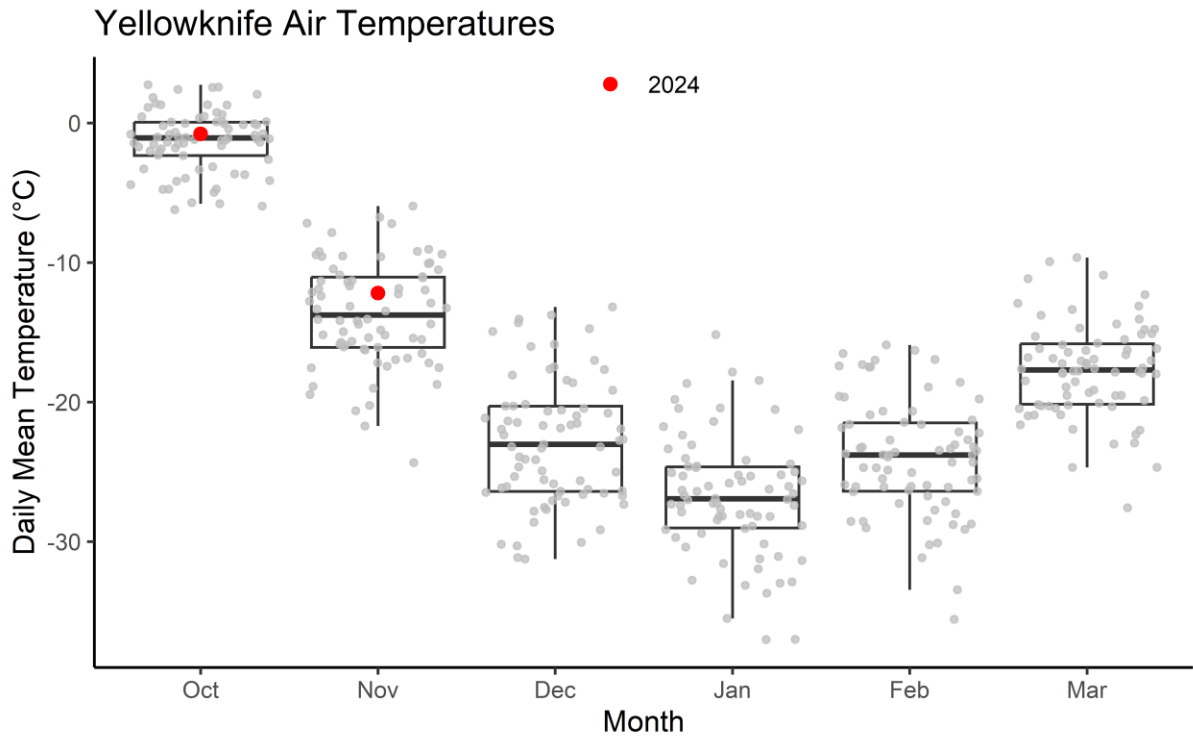 Yellowknife Air Temperatures
2024
Daily Mean Temperature (°C)
0
-10
-20
-30
Oct Nov Dec Jan Feb Mar
Month